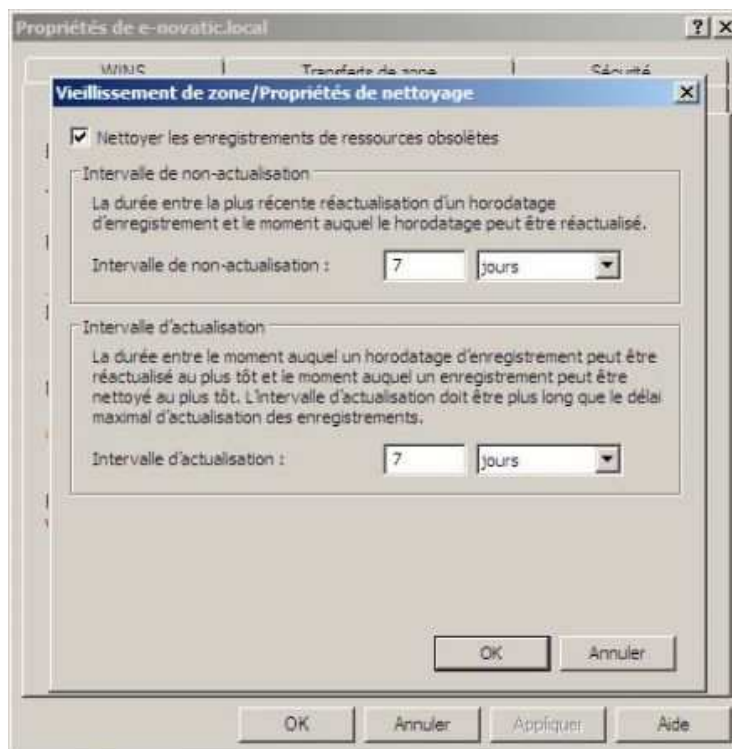 Propriétés de e-novatic.local
WINS Transferts de zone Sécurité
Vieillissement de zone/Propriétés de nettoyage
Nettoyer les enregistrements de ressources obsolètes
Intervalle de non-actualisation
La durée entre la plus récente réactualisation d'un horodatage
d'enregistrement et le moment auquel le horodatage peut être réactualisé.
Intervalle de non-actualisation : 7 jours
Intervalle d'actualisation
La durée entre le moment auquel un horodatage d'enregistrement peut être
réactualisé au plus tôt et le moment auquel un enregistrement peut être
nettoyé au plus tôt. L'intervalle d'actualisation doit être plus long que le délai
maximal d'actualisation des enregistrements.
Intervalle d'actualisation : 7 jours
OK Annuler
OK Annuler Appliquer Aide